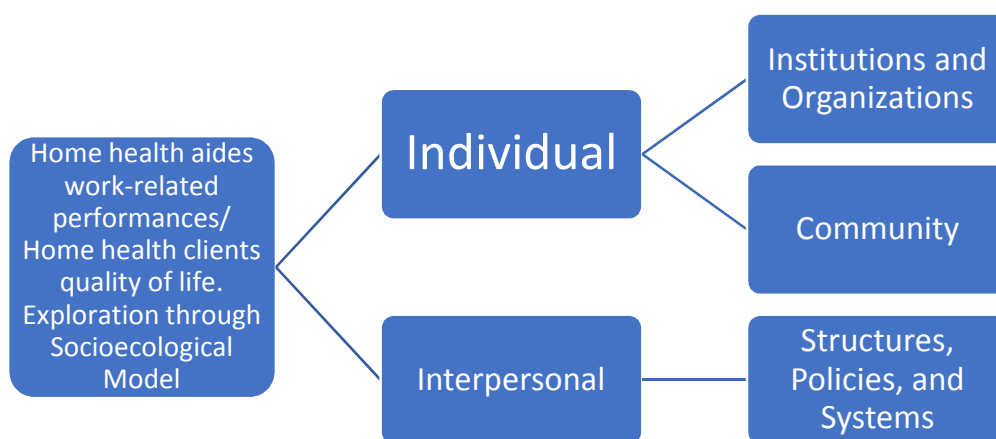 Home health aides
work-related
performances/
Home health clients
quality of life.
Exploration through
Socioecological
Model
Individual
Interpersonal
Institutions and
Organizations
Community
Structures,
Policies, and
Systems